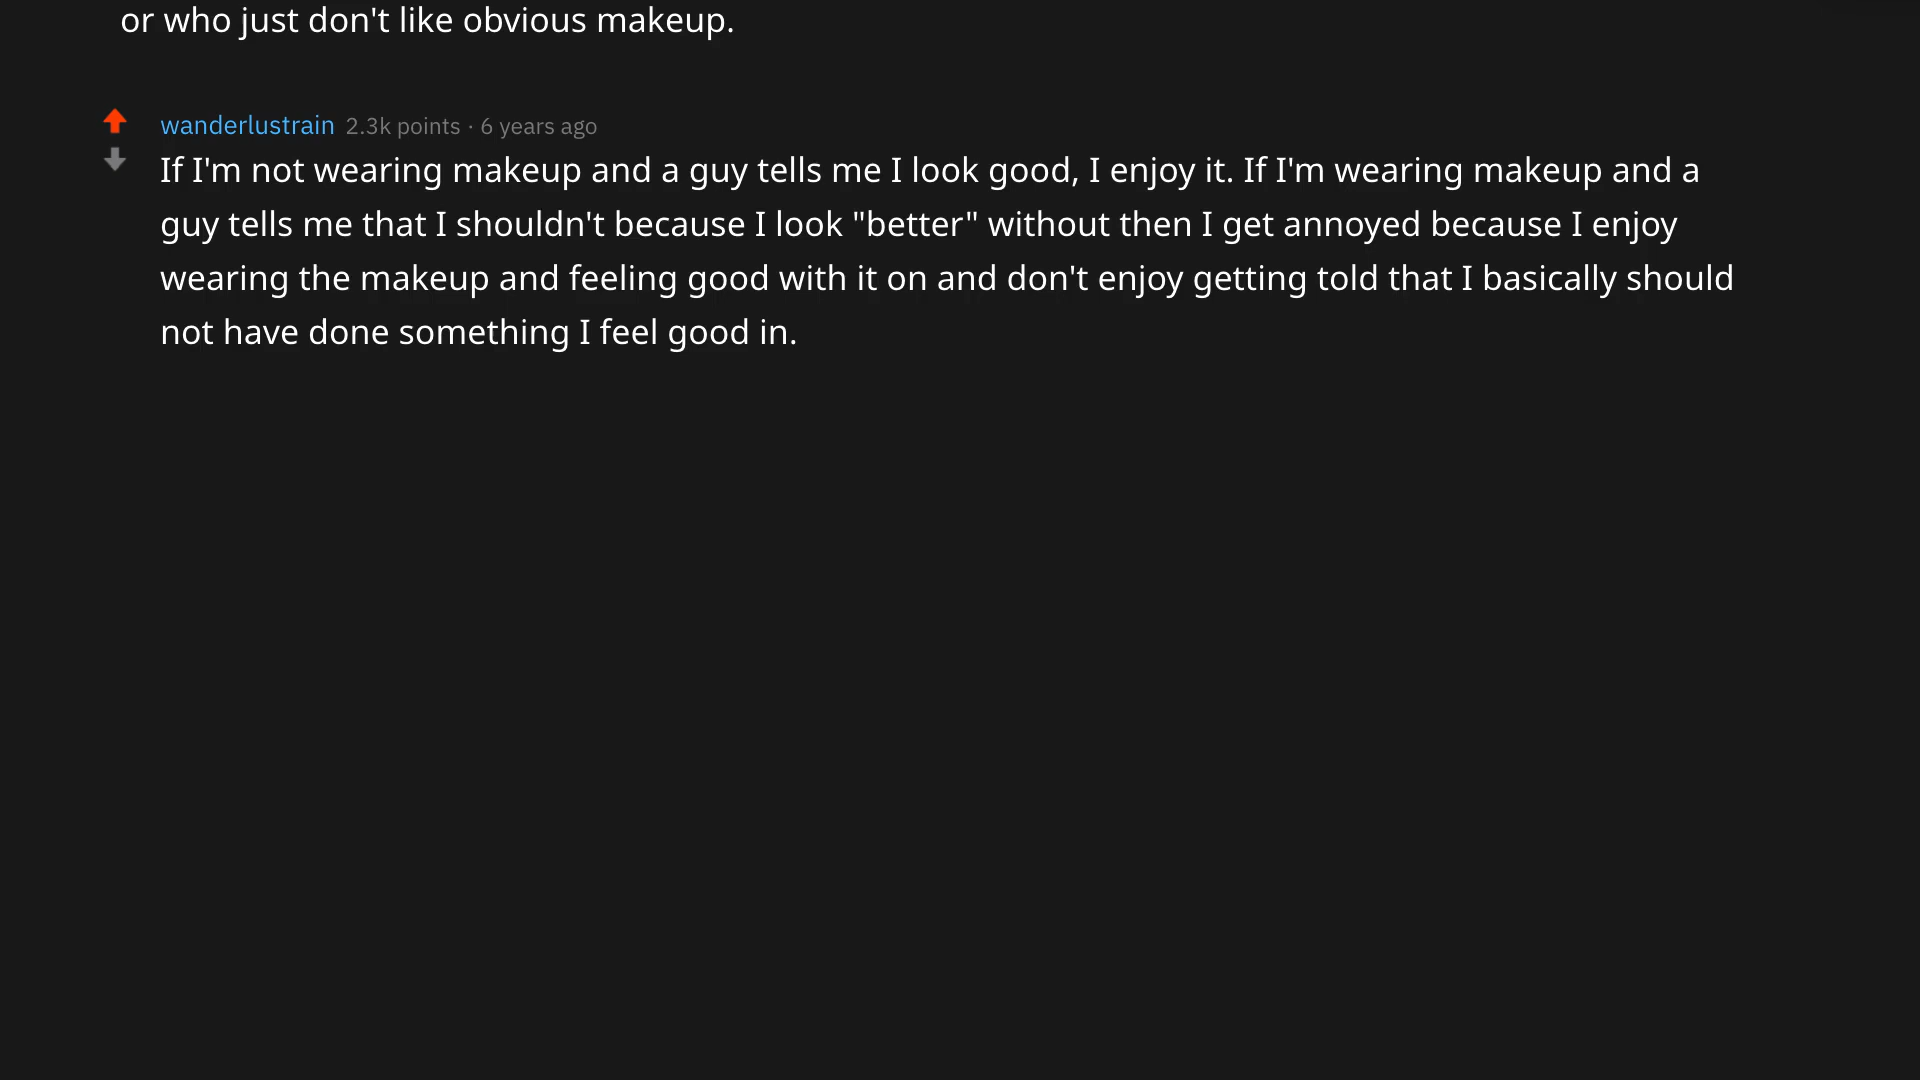 or who just don't like obvious makeup.
wanderlustrain 2.3k points · 6 years ago
If I'm not wearing makeup and a guy tells me I look good, I enjoy it. If I'm wearing makeup and a
guy tells me that I shouldn't because I look "better" without then I get annoyed because I enjoy
wearing the makeup and feeling good with it on and don't enjoy getting told that I basically should
not have done something I feel good in.